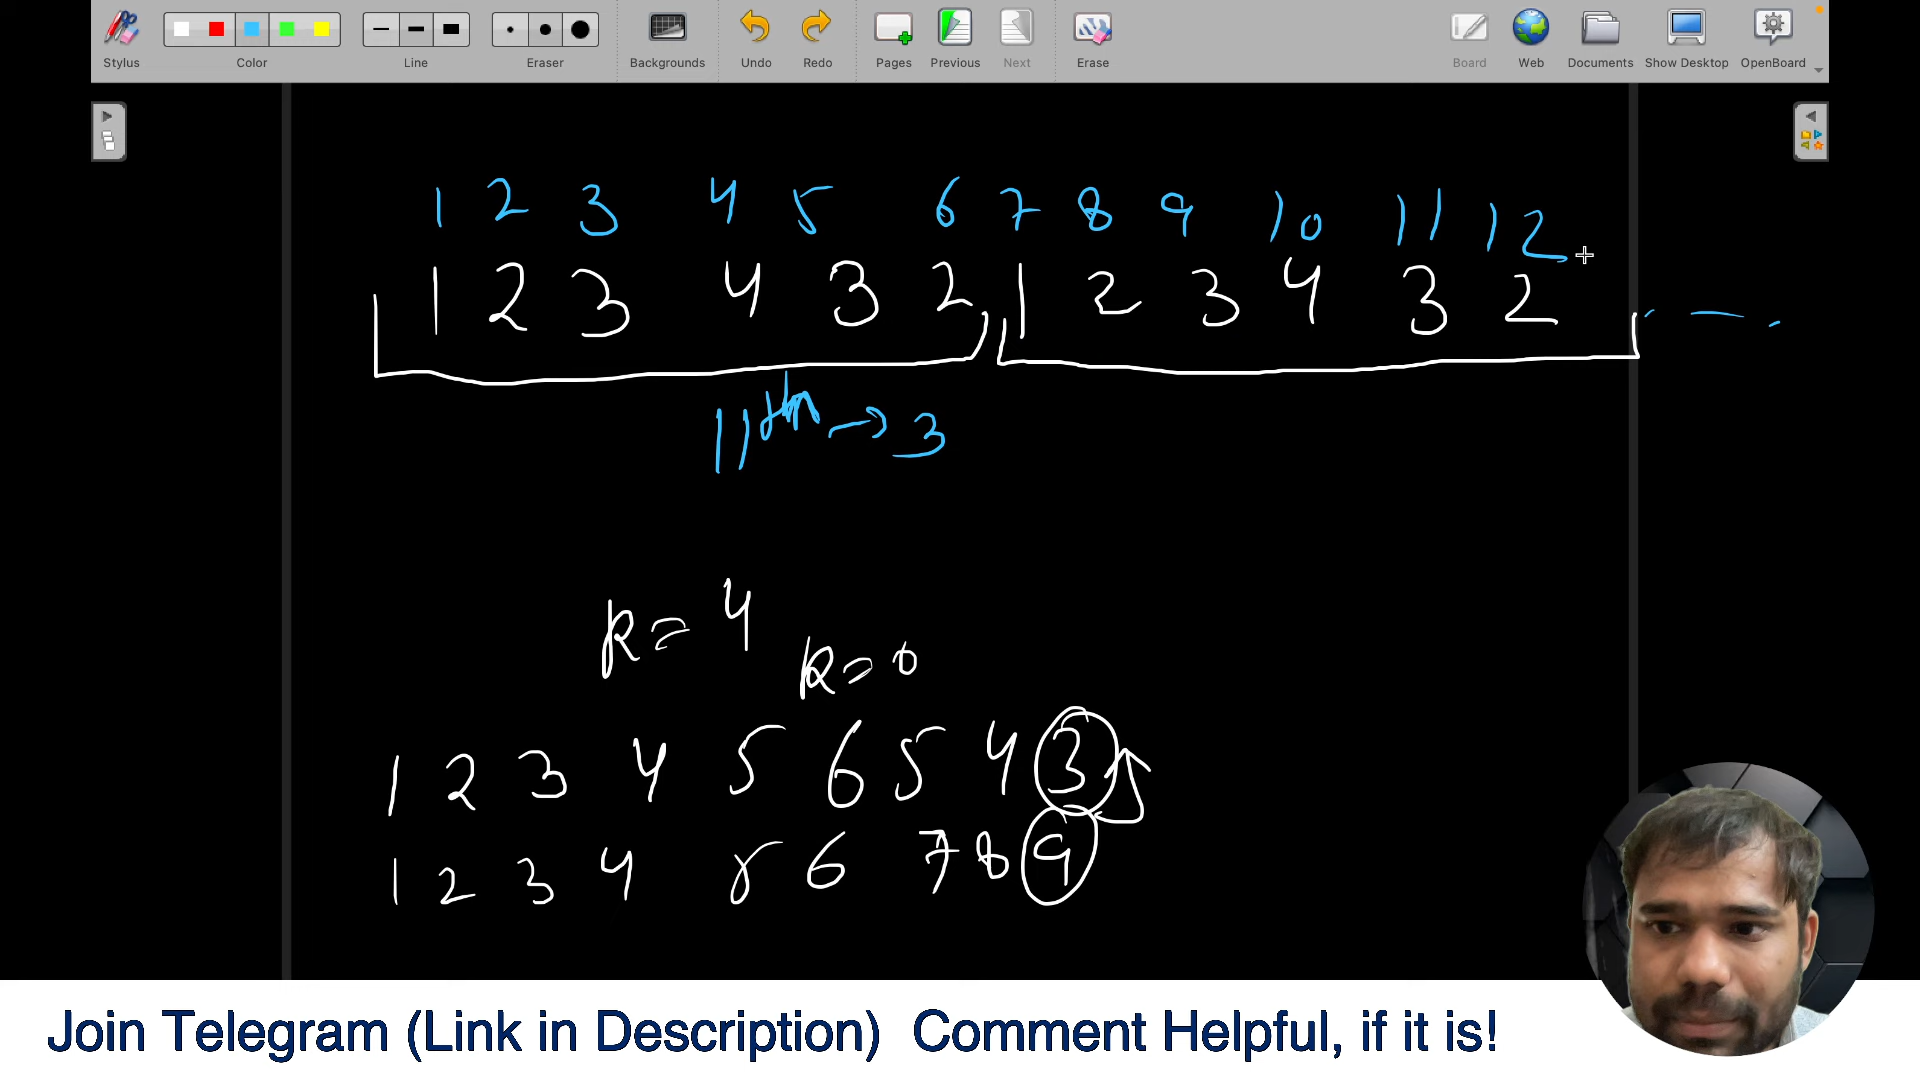 Stylus Color Line Eraser Backgrounds Undo Redo Pages Previous Next Erase Board Web Documents Show Desktop OpenBoard
1 2 3 4 5 6 7 8 9 10 11 12
1 2 3 4 3 2 1 2 3 4 3 2 . — .
11th → 3
k = 4
k =
1 2 3 4 5 6 5 4 3
1 2 3 4 5 6 7 8 9
Join Telegram (Link in Description) Comment Helpful, if it is!